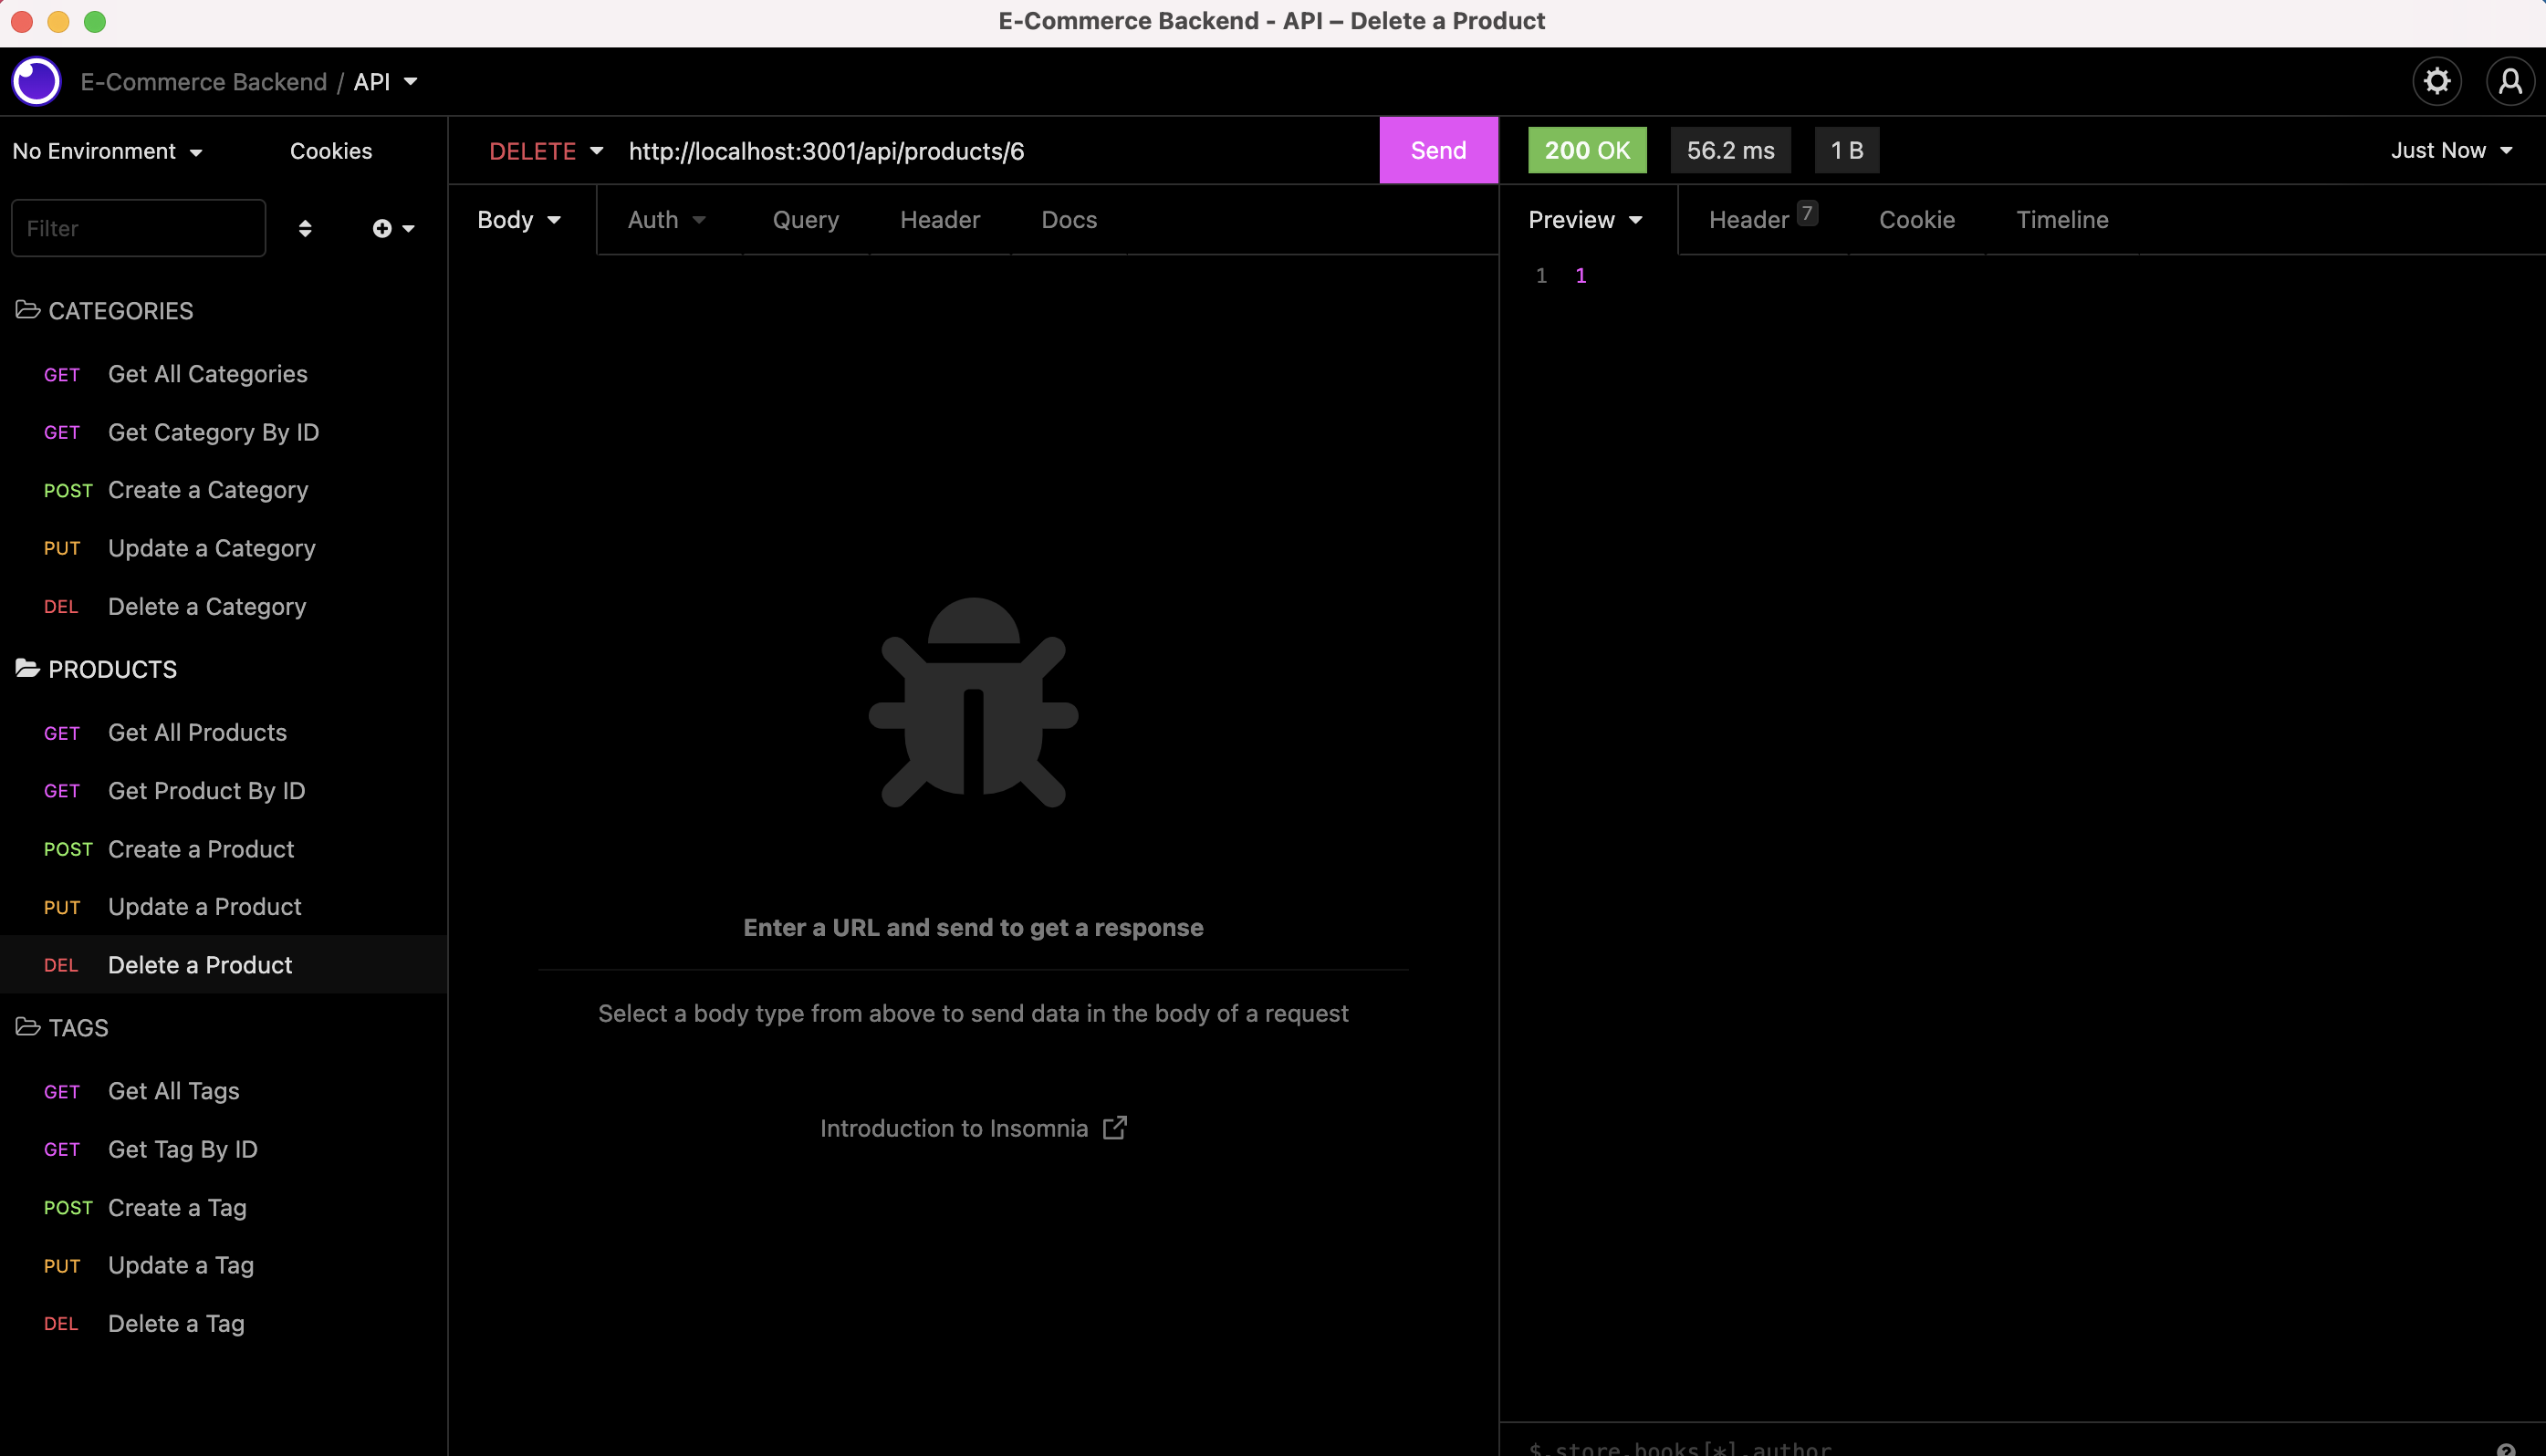 E-Commerce Backend - API – Delete a Product
E-Commerce Backend / API
No Environment
Cookies
DELETE http://localhost:3001/api/products/6
Send
200 OK
56.2 ms
1 B
Just Now
Filter
Body
Auth
Query
Header
Docs
Preview
Header 7
Cookie
Timeline
1 1
CATEGORIES
GET Get All Categories
GET Get Category By ID
POST Create a Category
PUT Update a Category
DEL Delete a Category
PRODUCTS
GET Get All Products
GET Get Product By ID
POST Create a Product
PUT Update a Product
DEL Delete a Product
TAGS
GET Get All Tags
GET Get Tag By ID
POST Create a Tag
PUT Update a Tag
DEL Delete a Tag
Enter a URL and send to get a response
Select a body type from above to send data in the body of a request
Introduction to Insomnia
$.store.books[*].author